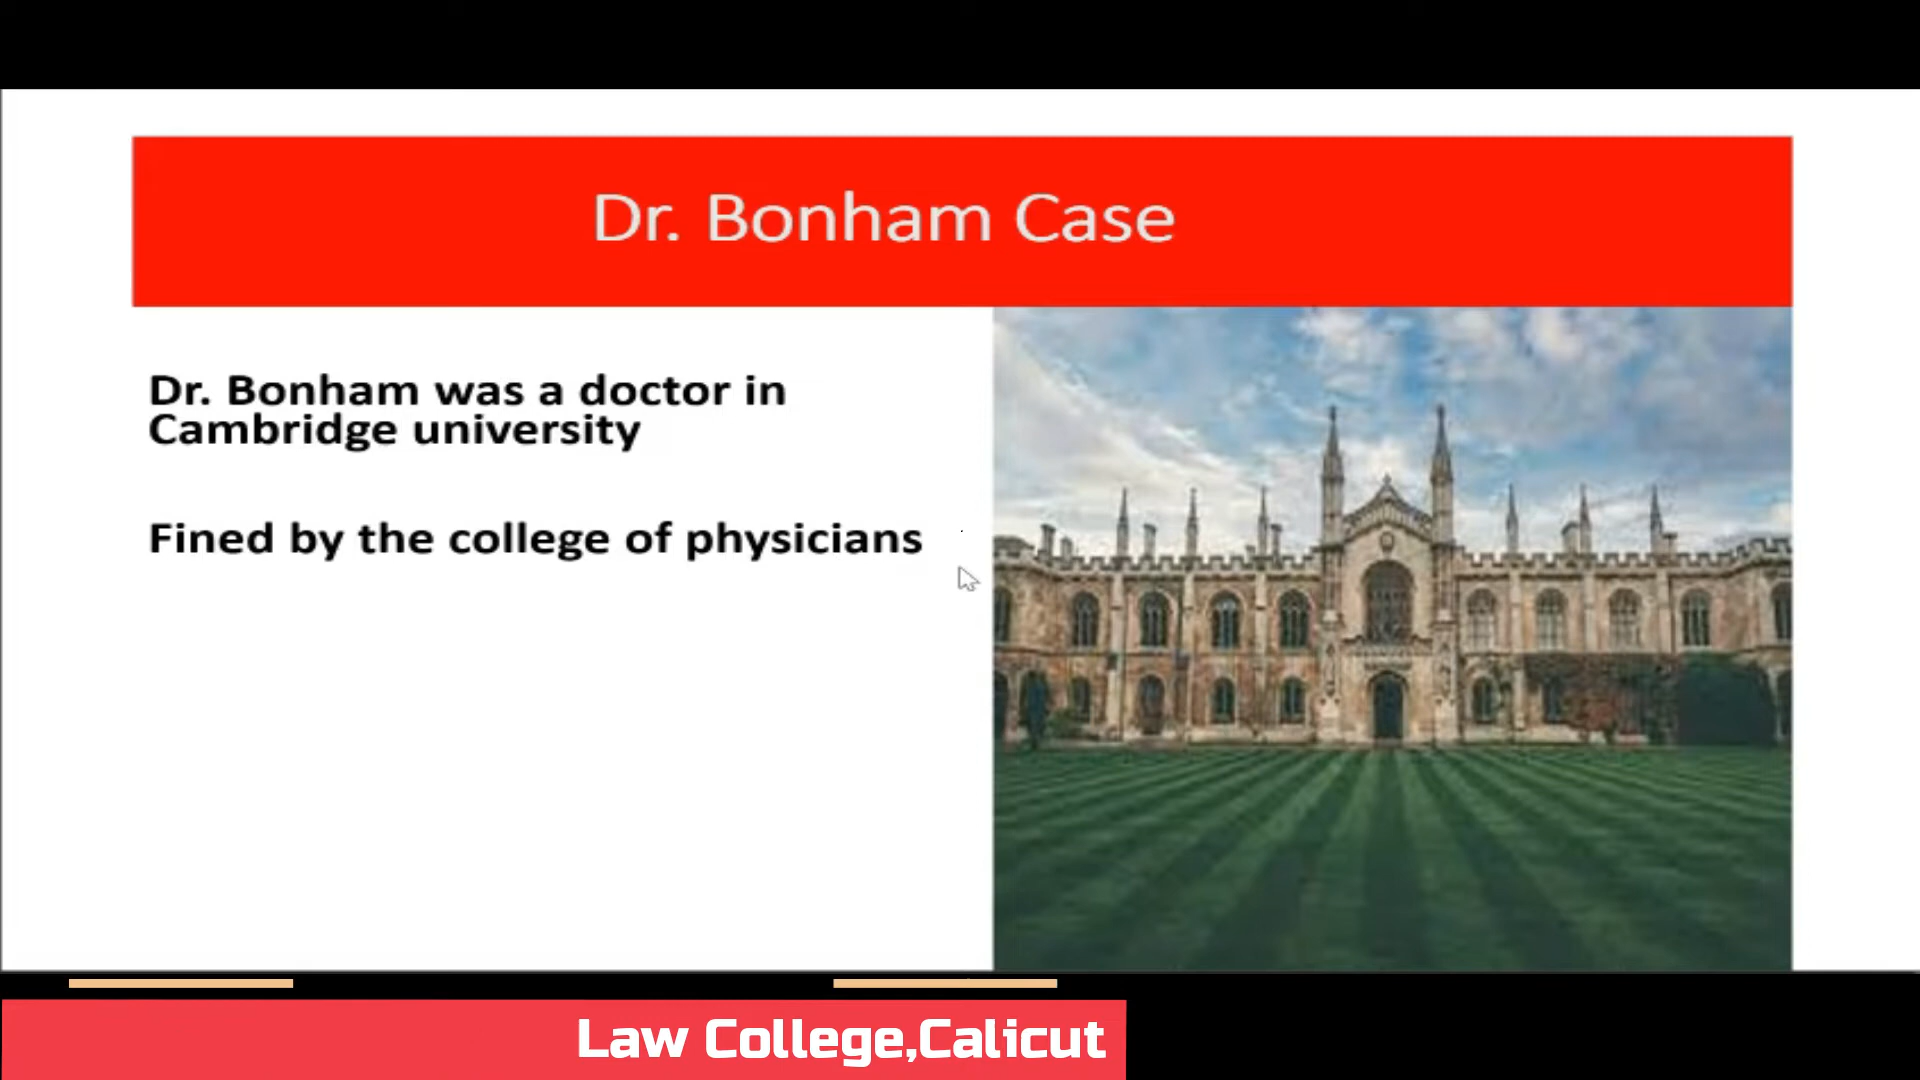 Dr. Bonham Case
Dr. Bonham was a doctor in
Cambridge university
Fined by the college of physicians
Law College,Calicut